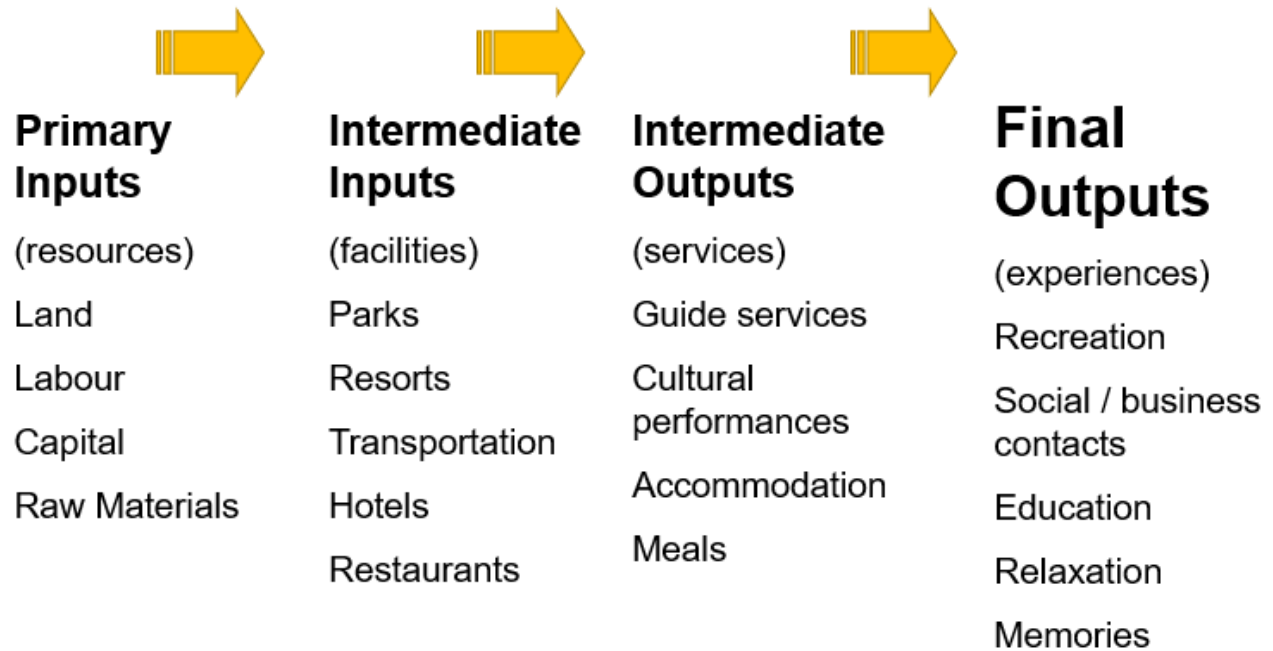 Primary
Inputs
(resources)
Land
Labour
Capital
Raw Materials
Intermediate
Inputs
(facilities)
Parks
Resorts
Transportation
Hotels
Restaurants
Intermediate
Outputs
(services)
Guide services
Cultural
performances
Accommodation
Meals
Final
Outputs
(experiences)
Recreation
Social / business
contacts
Education
Relaxation
Memories